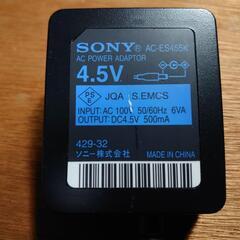 SONY® AC-ES455K
AC POWER ADAPTOR
4.5V
PS E JQA S.EMCS
INPUT:AC 100V 50/60Hz 6VA
OUTPUT:DC4.5V 500mA
429-32
ソニー株式会社
MADE IN CHINA